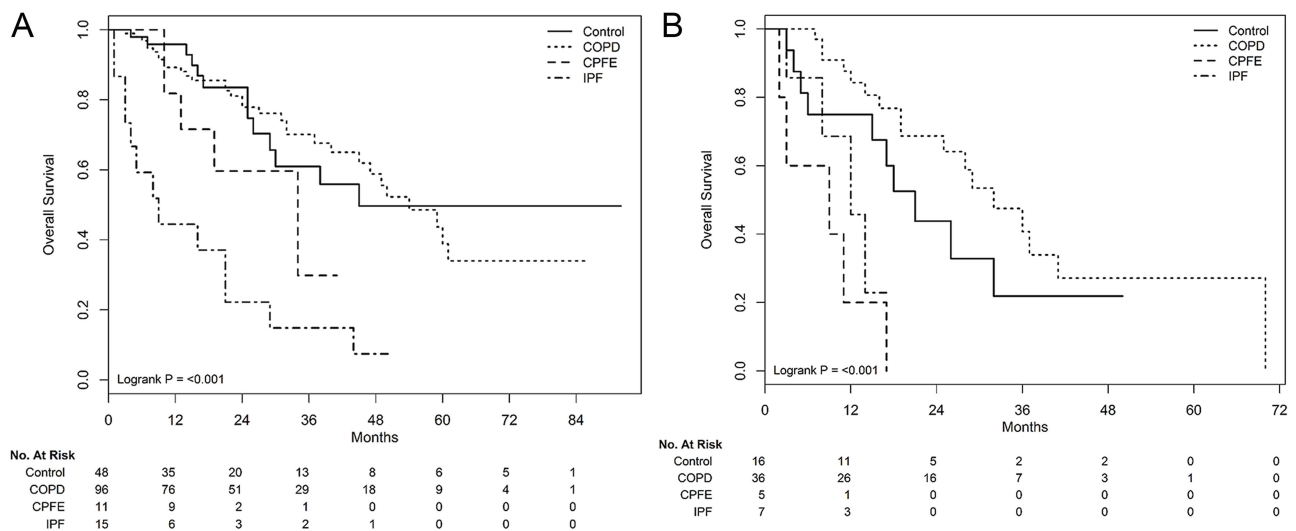 A
1.0
0.8
0.6
0.4
0.2
0.0
Overall Survival
Control
COPD
CPFE
IPF
Logrank P = <0.001
0 12 24 36 48 60 72 84
Months
No. At Risk
Control 48 35 20 13 8 6 5 1
COPD 96 76 51 29 18 9 4 1
CPFE 11 9 2 1 0 0 0 0
IPF 15 6 3 2 1 0 0 0
B
1.0
0.8
0.6
0.4
0.2
0.0
Overall Survival
Control
COPD
CPFE
IPF
Logrank P = <0.001
0 12 24 36 48 60 72
Months
No. At Risk
Control 16 11 5 2 2 0 0
COPD 36 26 16 7 3 1 0
CPFE 5 1 0 0 0 0 0
IPF 7 3 0 0 0 0 0